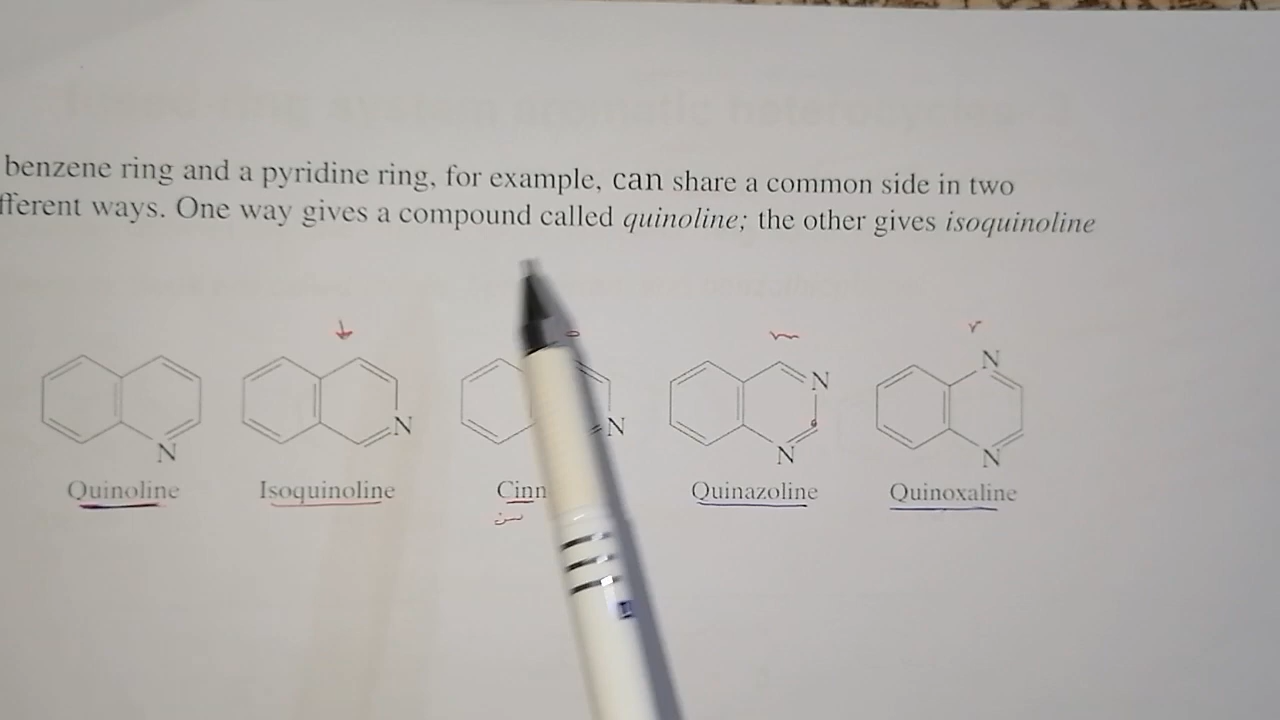 benzene ring and a pyridine ring, for example, can share a common side in two
fferent ways. One way gives a compound called quinoline; the other gives isoquinoline
N
N
N
N
N
N
N
Quinoline
Isoquinoline
Cinn
Quinazoline
Quinoxaline